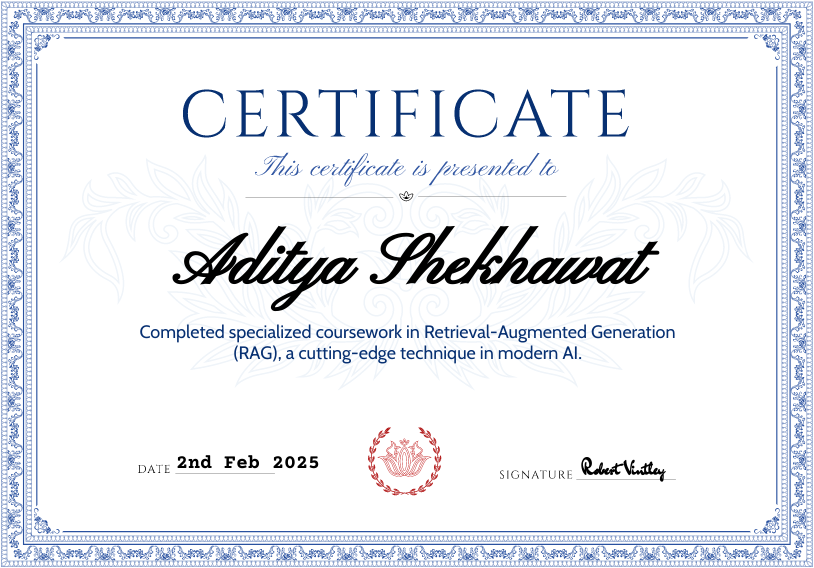 CERTIFICATE
This certificate is presented to
Aditya Shekhawat
Completed specialized coursework in Retrieval-Augmented Generation
(RAG), a cutting-edge technique in modern AI.
DATE 2nd Feb 2025
SIGNATURE Robert Vintley